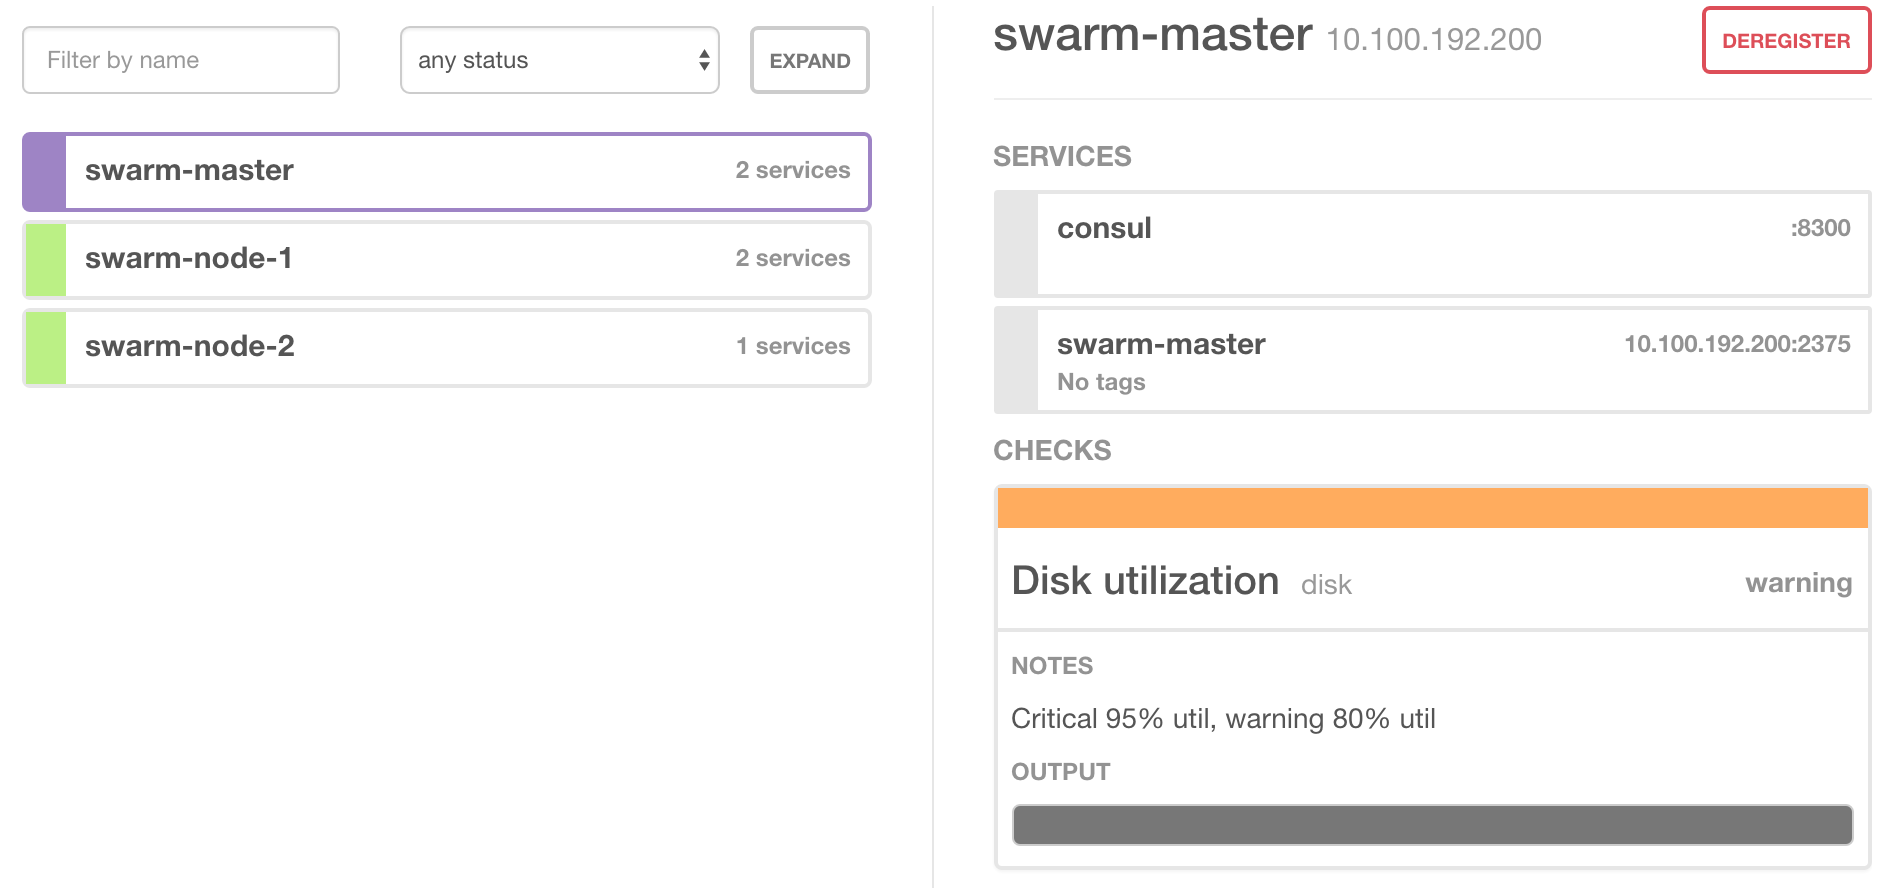 Filter by name
any status
EXPAND
swarm-master 2 services
swarm-node-1 2 services
swarm-node-2 1 services
swarm-master 10.100.192.200
DEREGISTER
SERVICES
consul :8300
swarm-master 10.100.192.200:2375
No tags
CHECKS
Disk utilization disk warning
NOTES
Critical 95% util, warning 80% util
OUTPUT